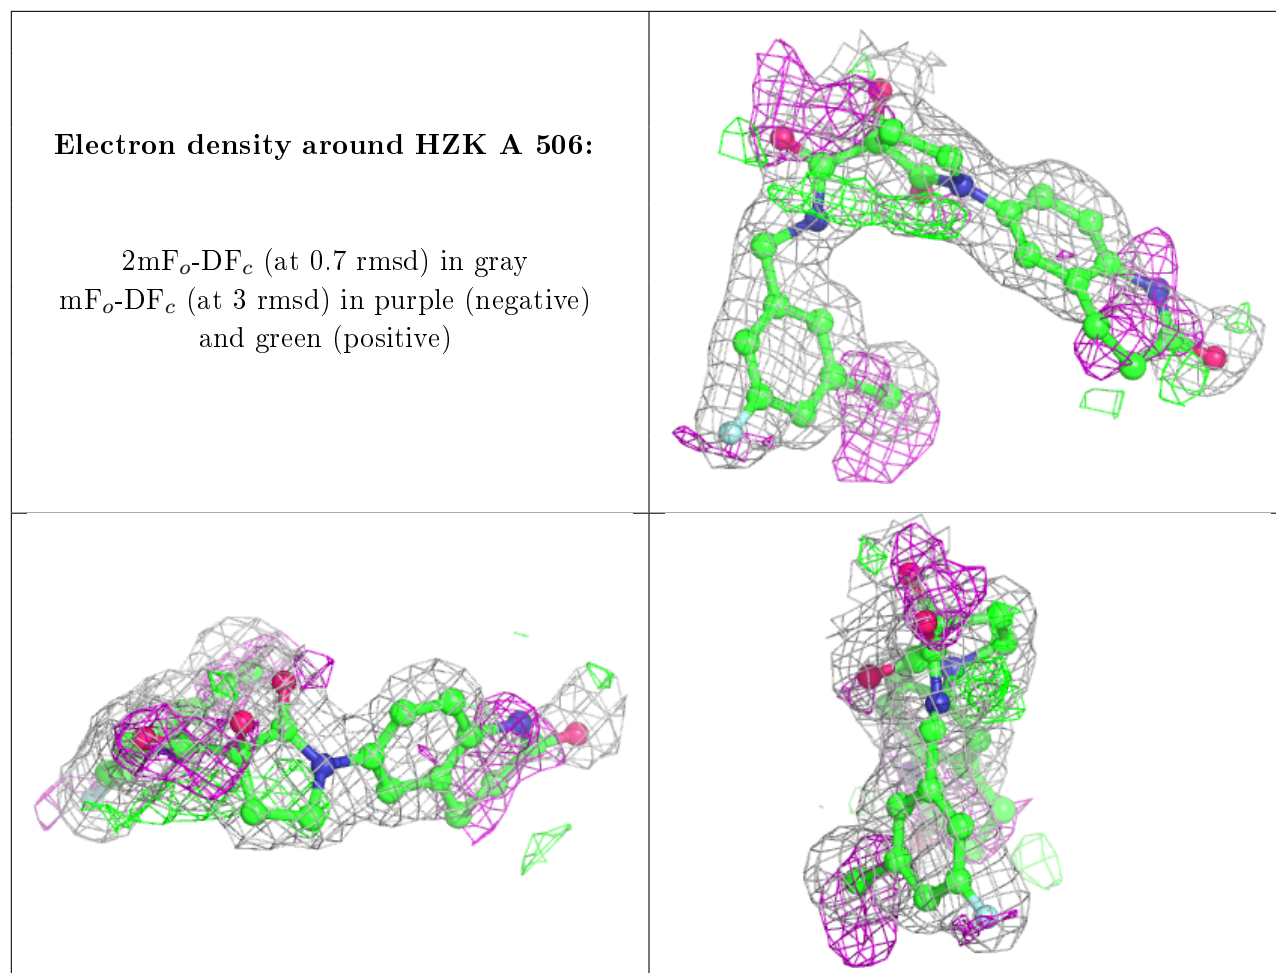 Electron density around HZK A 506:
2mFₒ-DF𝒸 (at 0.7 rmsd) in gray
mFₒ-DF𝒸 (at 3 rmsd) in purple (negative)
and green (positive)